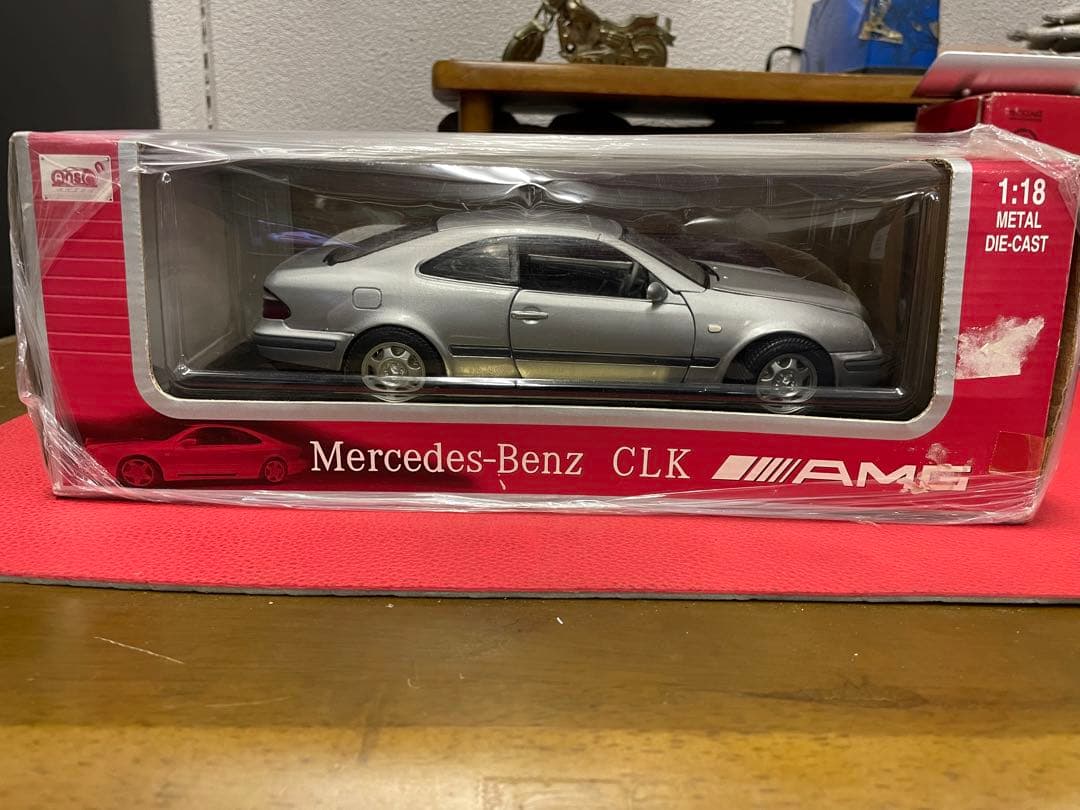 1:18
METAL
DIE-CAST
Mercedes-Benz CLK AMG